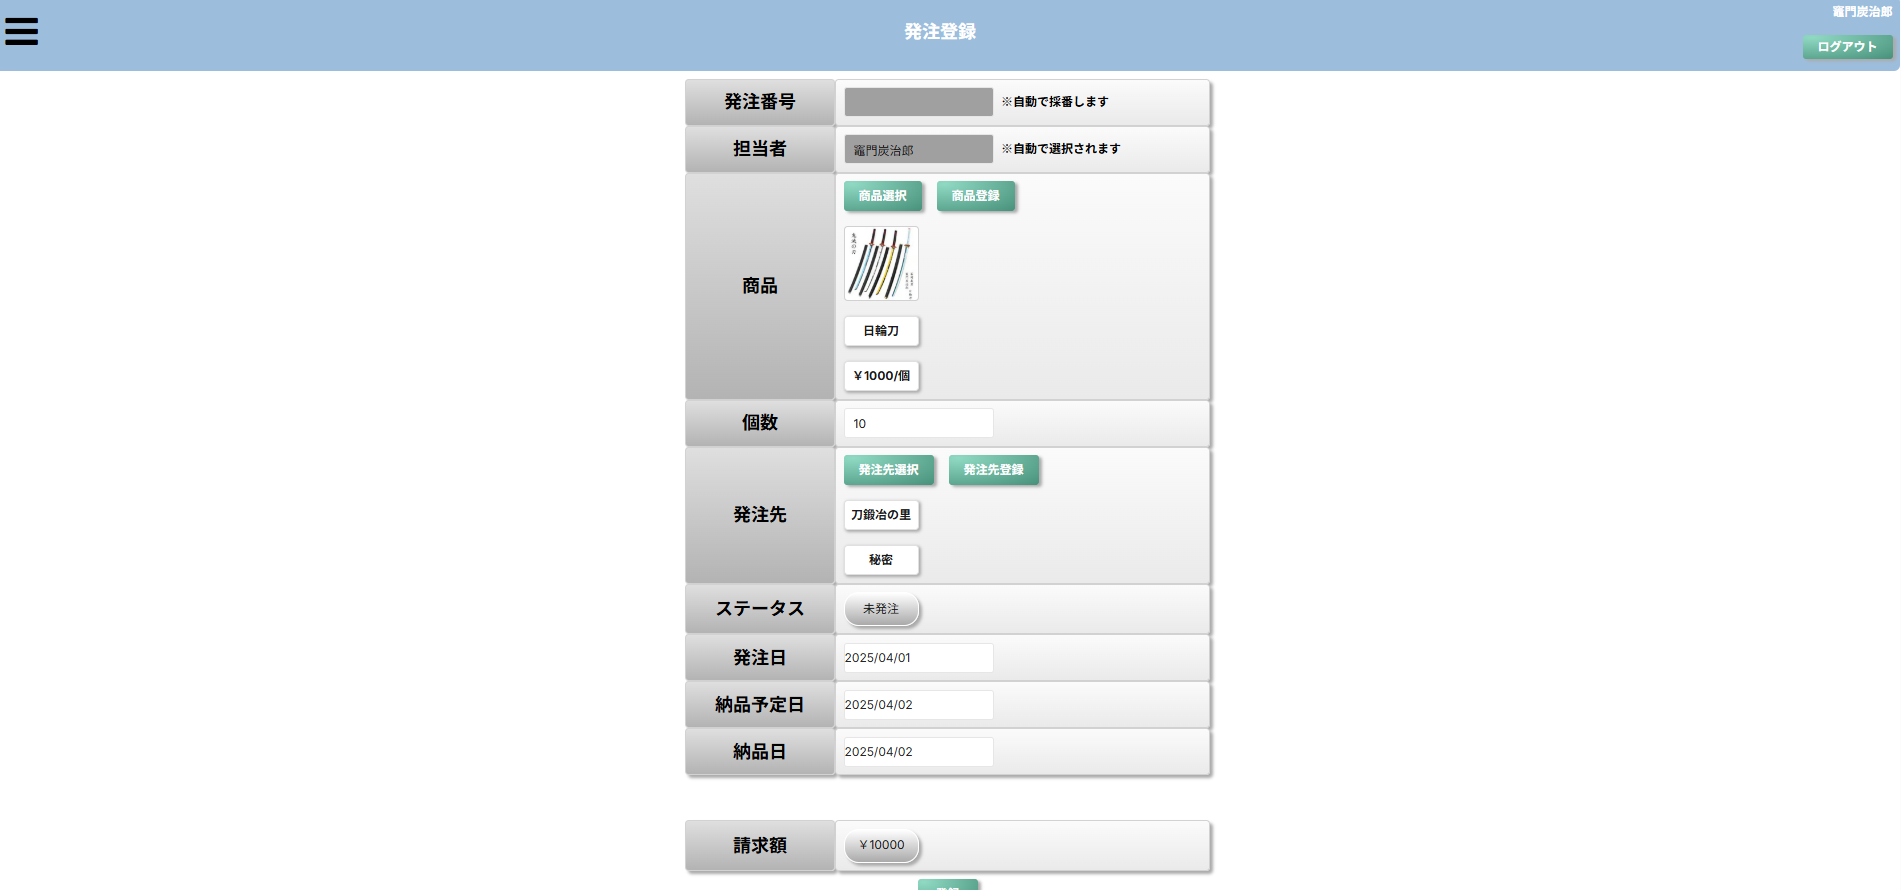 竈門炭治郎
発注登録
ログアウト
発注番号
※自動で採番します
担当者
竈門炭治郎
※自動で選択されます
商品
商品選択
商品登録
日輪刀
￥1000/個
個数
10
発注先
発注先選択
発注先登録
刀鍛冶の里
秘密
ステータス
未発注
発注日
2025/04/01
納品予定日
2025/04/02
納品日
2025/04/02
請求額
￥10000